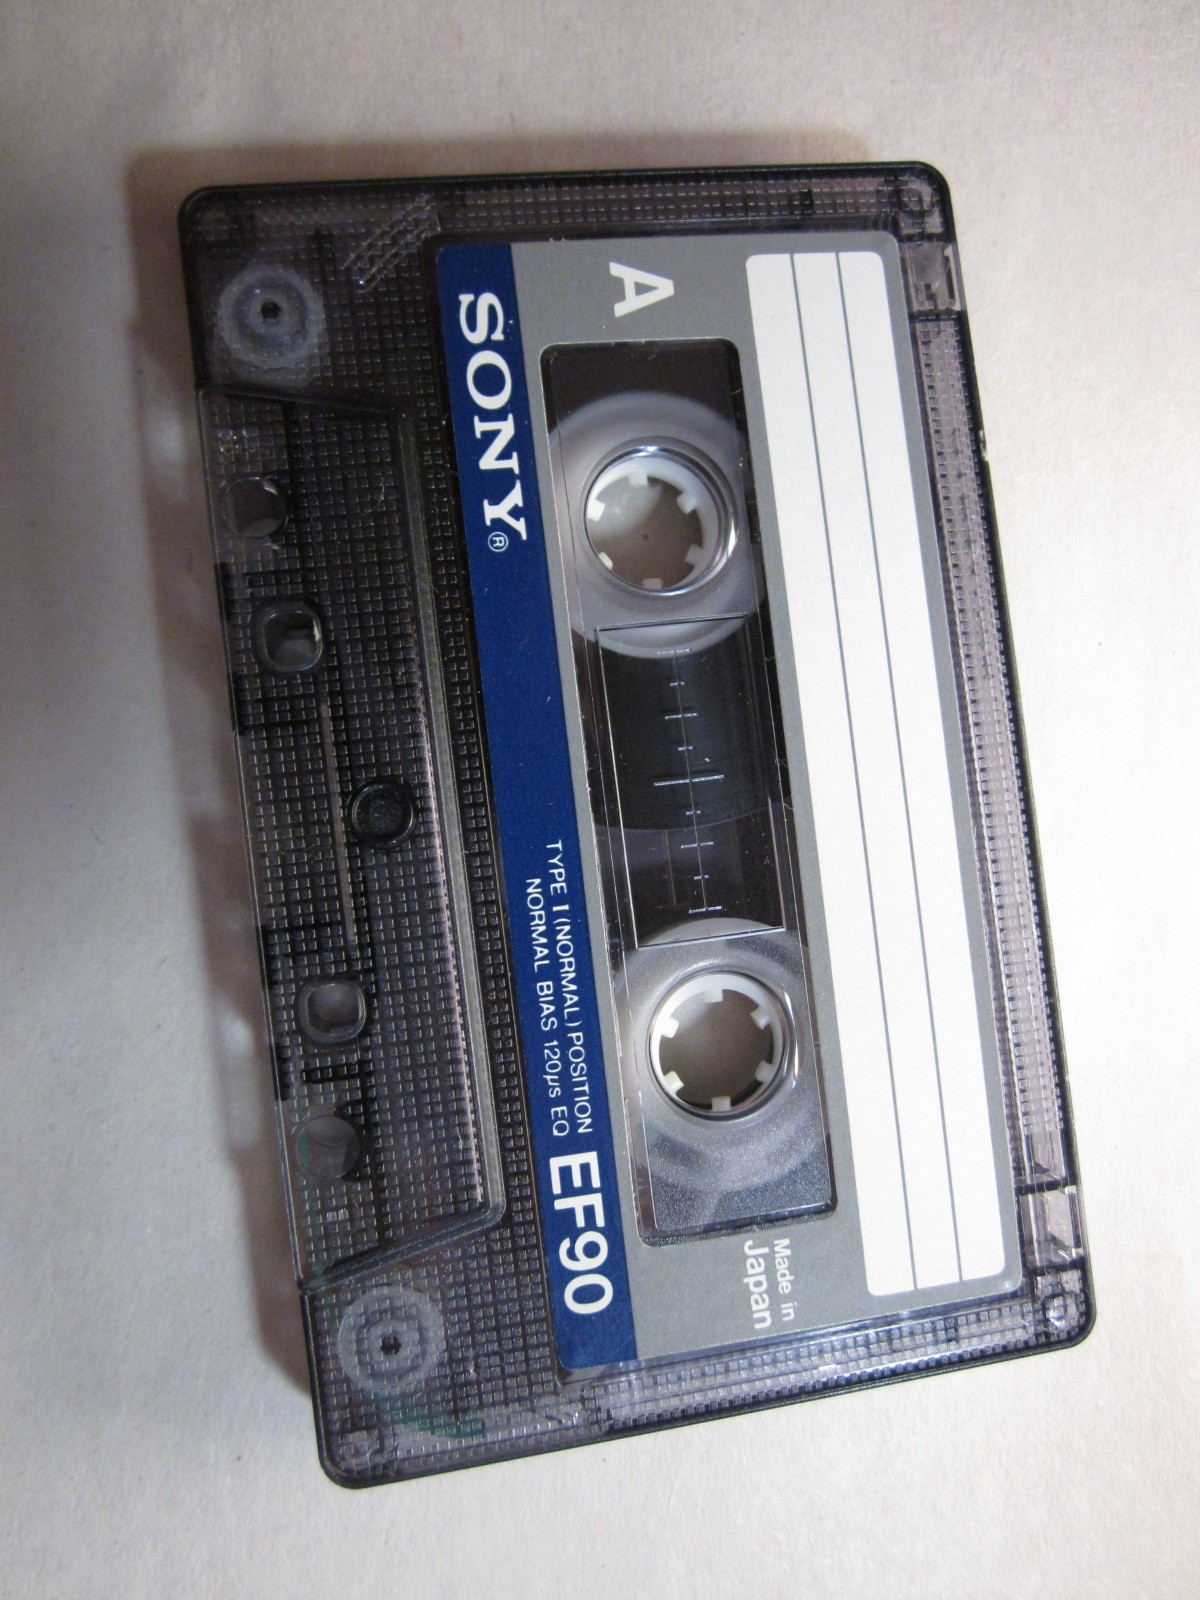 A
SONY®
TYPE I (NORMAL) POSITION
NORMAL BIAS 120µs EQ
EF90
Made in
Japan